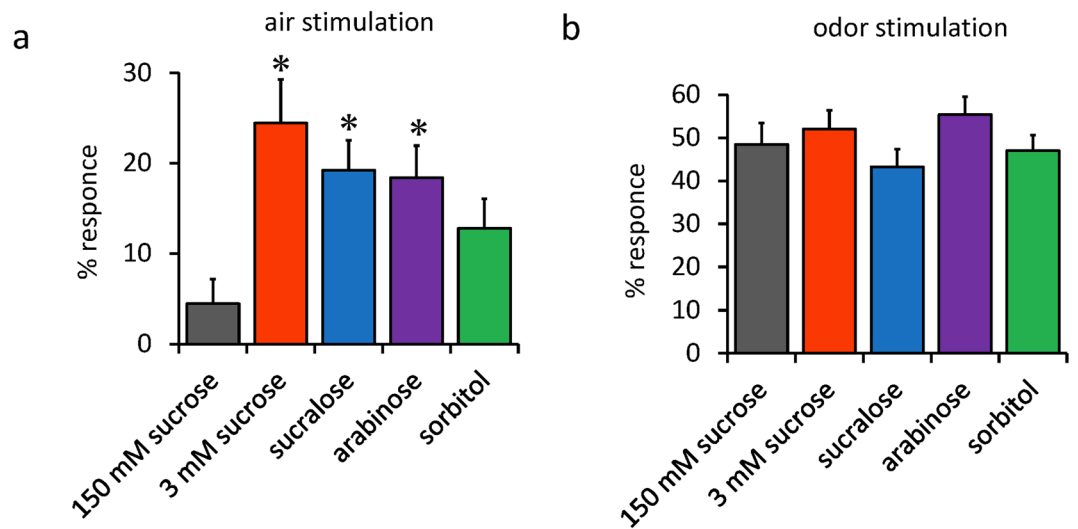 a
air stimulation
% responce
30
20
10
0
*
*
*
150 mM sucrose
3 mM sucrose
sucralose
arabinose
sorbitol
b
odor stimulation
% responce
60
50
40
50
20
10
0
150 mM sucrose
3 mM sucrose
sucralose
arabinose
sorbitol